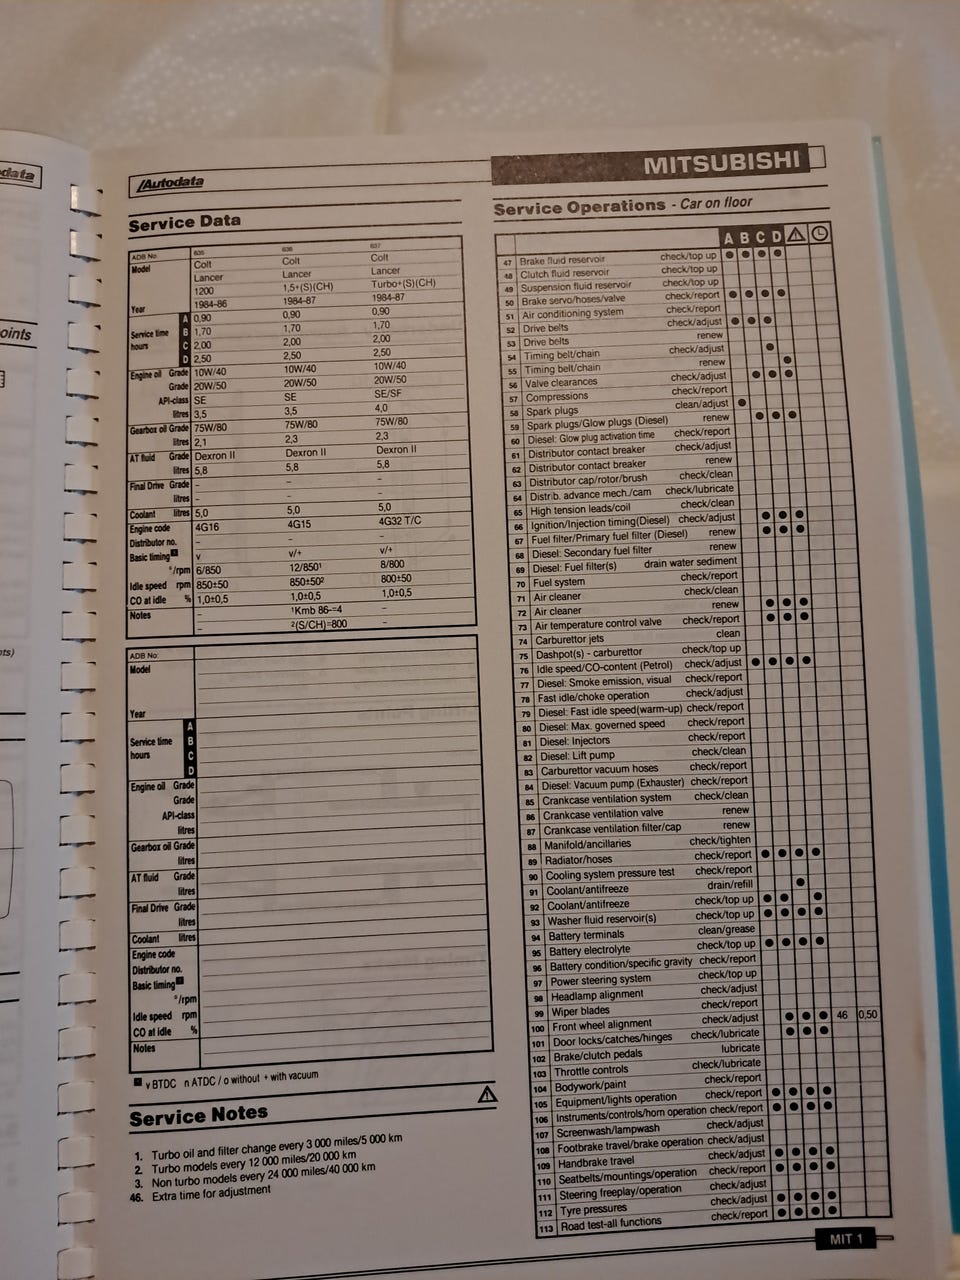 data
oints
nts)
Autodata
MITSUBISHI
Service Data
ADB No: 635 636 637
Model Colt Colt Colt
Lancer Lancer Lancer
1200 1,5+(S)(CH) Turbo+(S)(CH)
Year 1984-86 1984-87 1984-87
Service time hours A 0,90 0,90 0,90
B 1,70 1,70 1,70
C 2,00 2,00 2,00
D 2,50 2,50 2,50
Engine oil Grade 10W/40 10W/40 10W/40
Grade 20W/50 20W/50 20W/50
API-class SE SE SE/SF
litres 3,5 3,5 4,0
Gearbox oil Grade 75W/80 75W/80 75W/80
litres 2,1 2,3 2,3
AT fluid Grade Dexron II Dexron II Dexron II
litres 5,8 5,8 5,8
Final Drive Grade - - -
litres - - -
Coolant litres 5,0 5,0 5,0
Engine code 4G16 4G15 4G32 T/C
Distributor no. - - -
Basic timing v v/+ v/+
°/rpm 6/850 12/850¹ 8/800
Idle speed rpm 850±50 850±50² 800±50
CO at idle % 1,0±0,5 1,0±0,5 1,0±0,5
Notes - ¹Kmb 86-=4 -
- ²(S/CH)=800 -
ADB No:
Model
Year
Service time hours A
B
C
D
Engine oil Grade
Grade
API-class
litres
Gearbox oil Grade
litres
AT fluid Grade
litres
Final Drive Grade
litres
Coolant litres
Engine code
Distributor no.
Basic timing
°/rpm
Idle speed rpm
CO at idle %
Notes
v BTDC n ATDC / o without + with vacuum
Service Notes
1. Turbo oil and filter change every 3 000 miles/5 000 km
2. Turbo models every 12 000 miles/20 000 km
3. Non turbo models every 24 000 miles/40 000 km
46. Extra time for adjustment
Service Operations - Car on floor
A B C D
47 Brake fluid reservoir check/top up ● ● ● ●
48 Clutch fluid reservoir check/top up
49 Suspension fluid reservoir check/top up
50 Brake servo/hoses/valve check/report ● ● ● ●
51 Air conditioning system check/report
52 Drive belts check/adjust ● ● ●
53 Drive belts renew
54 Timing belt/chain check/adjust ●
55 Timing belt/chain renew ●
56 Valve clearances check/adjust ● ● ●
57 Compressions check/report
58 Spark plugs clean/adjust ●
59 Spark plugs/Glow plugs (Diesel) renew ● ● ●
60 Diesel: Glow plug activation time check/report
61 Distributor contact breaker check/adjust
62 Distributor contact breaker renew
63 Distributor cap/rotor/brush check/clean
64 Distrib. advance mech./cam check/lubricate
65 High tension leads/coil check/clean
66 Ignition/Injection timing(Diesel) check/adjust ● ● ●
67 Fuel filter/Primary fuel filter (Diesel) renew ● ● ●
68 Diesel: Secondary fuel filter renew
69 Diesel: Fuel filter(s) drain water sediment
70 Fuel system check/report
71 Air cleaner check/clean
72 Air cleaner renew ● ● ●
73 Air temperature control valve check/report ● ● ●
74 Carburettor jets clean
75 Dashpot(s) - carburettor check/top up
76 Idle speed/CO-content (Petrol) check/adjust ● ● ● ●
77 Diesel: Smoke emission, visual check/report
78 Fast idle/choke operation check/adjust
79 Diesel: Fast idle speed(warm-up) check/report
80 Diesel: Max. governed speed check/report
81 Diesel: Injectors check/report
82 Diesel: Lift pump check/clean
83 Carburettor vacuum hoses check/report
84 Diesel: Vacuum pump (Exhauster) check/report
85 Crankcase ventilation system check/clean
86 Crankcase ventilation valve renew
87 Crankcase ventilation filter/cap renew
88 Manifold/ancillaries check/tighten
89 Radiator/hoses check/report ● ● ● ●
90 Cooling system pressure test check/report
91 Coolant/antifreeze drain/refill ●
92 Coolant/antifreeze check/top up ● ● ●
93 Washer fluid reservoir(s) check/top up ● ● ● ●
94 Battery terminals clean/grease
95 Battery electrolyte check/top up ● ● ● ●
96 Battery condition/specific gravity check/report
97 Power steering system check/top up
98 Headlamp alignment check/adjust
99 Wiper blades check/report
100 Front wheel alignment check/adjust ● ● ● 46 0,50
101 Door locks/catches/hinges check/lubricate ● ● ●
102 Brake/clutch pedals lubricate
103 Throttle controls check/lubricate
104 Bodywork/paint check/report
105 Equipment/lights operation check/report ● ● ● ●
106 Instruments/controls/horn operation check/report ● ● ● ●
107 Screenwash/lampwash check/adjust
108 Footbrake travel/brake operation check/adjust
109 Handbrake travel check/adjust ● ● ● ●
110 Seatbelts/mountings/operation check/report ● ● ● ●
111 Steering freeplay/operation check/adjust
112 Tyre pressures check/adjust ● ● ● ●
113 Road test-all functions check/report ● ● ● ●
MIT 1